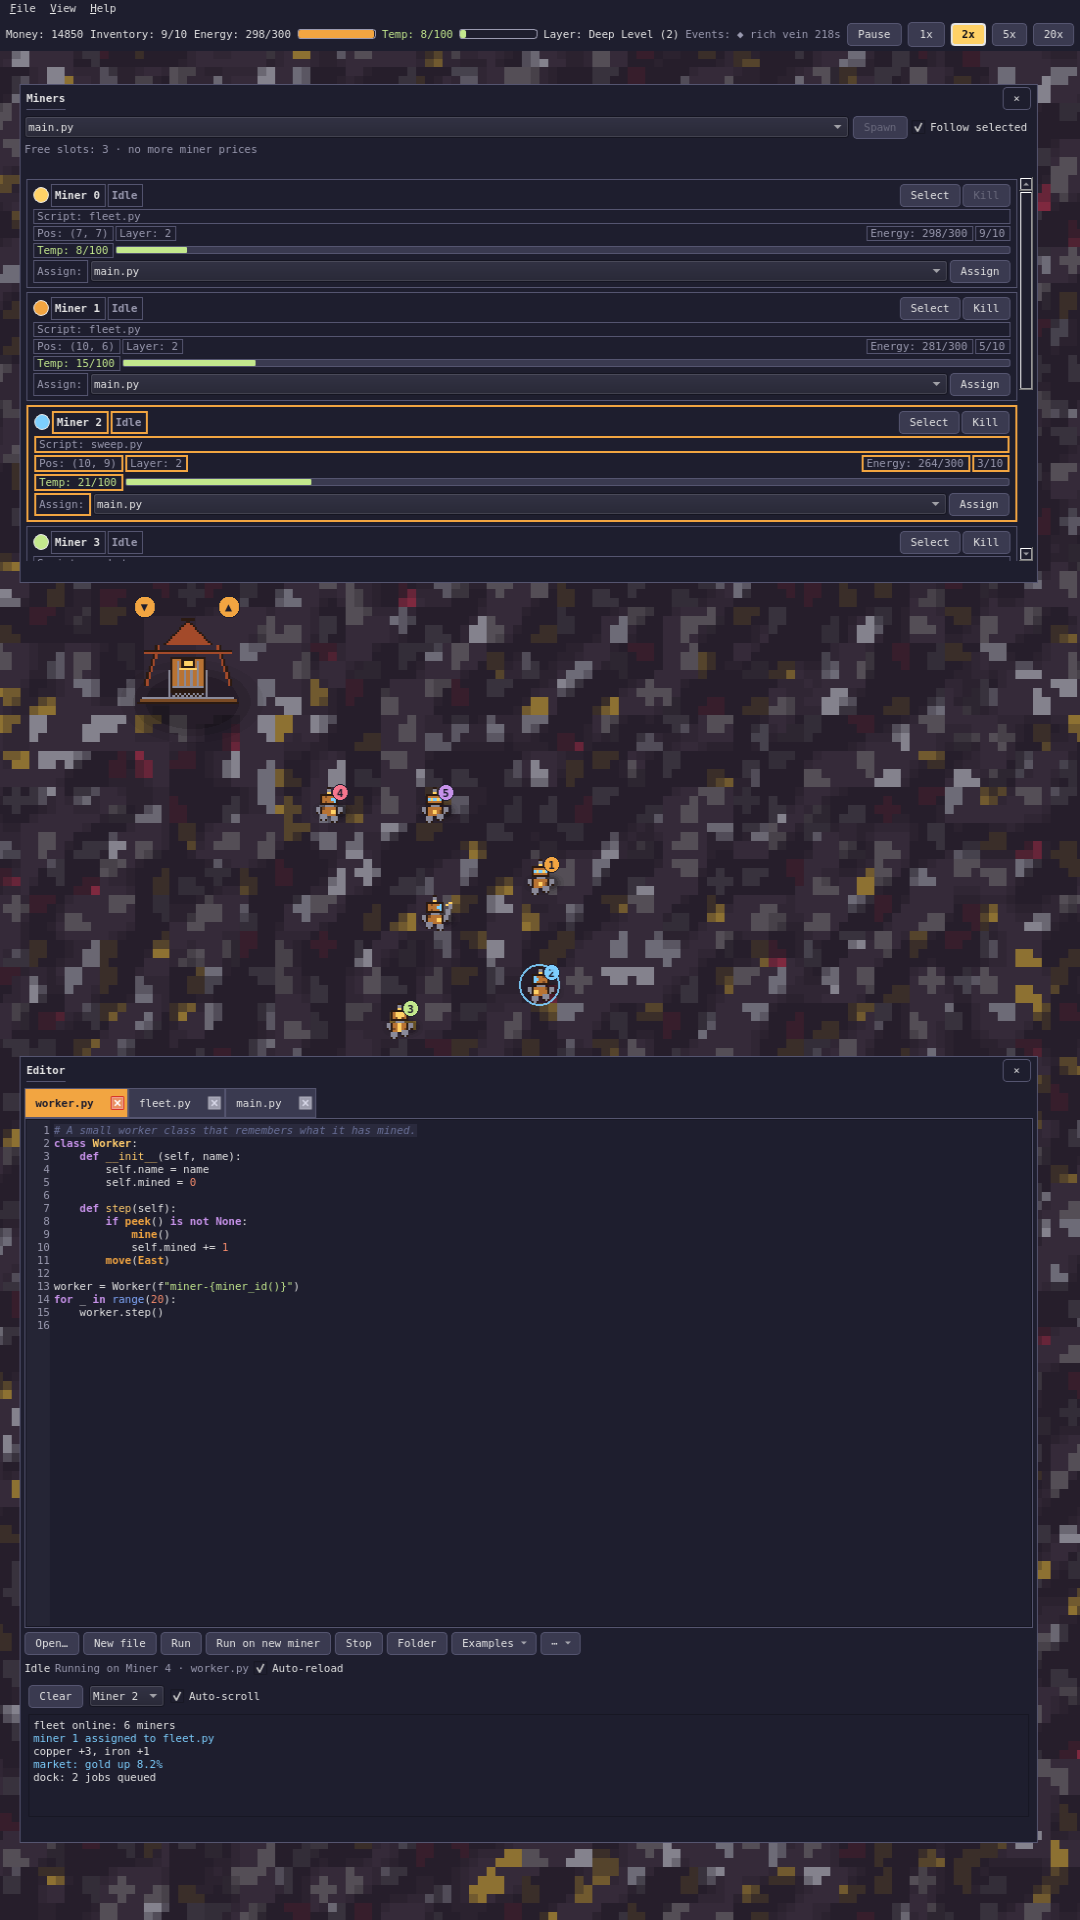 File View Help
Money: 14850 Inventory: 9/10 Energy: 298/300 Temp: 8/100 Layer: Deep Level (2) Events: ◆ rich vein 218s Pause 1x 2x 5x 20x
Miners ×
main.py Spawn ✓ Follow selected
Free slots: 3 · no more miner prices
Miner 0 Idle Select Kill
Script: fleet.py
Pos: (7, 7) Layer: 2 Energy: 298/300 9/10
Temp: 8/100
Assign: main.py Assign
Miner 1 Idle Select Kill
Script: fleet.py
Pos: (10, 6) Layer: 2 Energy: 281/300 5/10
Temp: 15/100
Assign: main.py Assign
Miner 2 Idle Select Kill
Script: sweep.py
Pos: (10, 9) Layer: 2 Energy: 264/300 3/10
Temp: 21/100
Assign: main.py Assign
Miner 3 Idle Select Kill
▼ ▲
4 5
1
2
3
Editor ×
worker.py × fleet.py × main.py ×
1 # A small worker class that remembers what it has mined.
2 class Worker:
3     def __init__(self, name):
4         self.name = name
5         self.mined = 0
6
7     def step(self):
8         if peek() is not None:
9             mine()
10             self.mined += 1
11         move(East)
12
13 worker = Worker(f"miner-{miner_id()}")
14 for _ in range(20):
15     worker.step()
16
Open… New file Run Run on new miner Stop Folder Examples ⋯
Idle Running on Miner 4 · worker.py ✓ Auto-reload
Clear Miner 2 ✓ Auto-scroll
fleet online: 6 miners
miner 1 assigned to fleet.py
copper +3, iron +1
market: gold up 8.2%
dock: 2 jobs queued